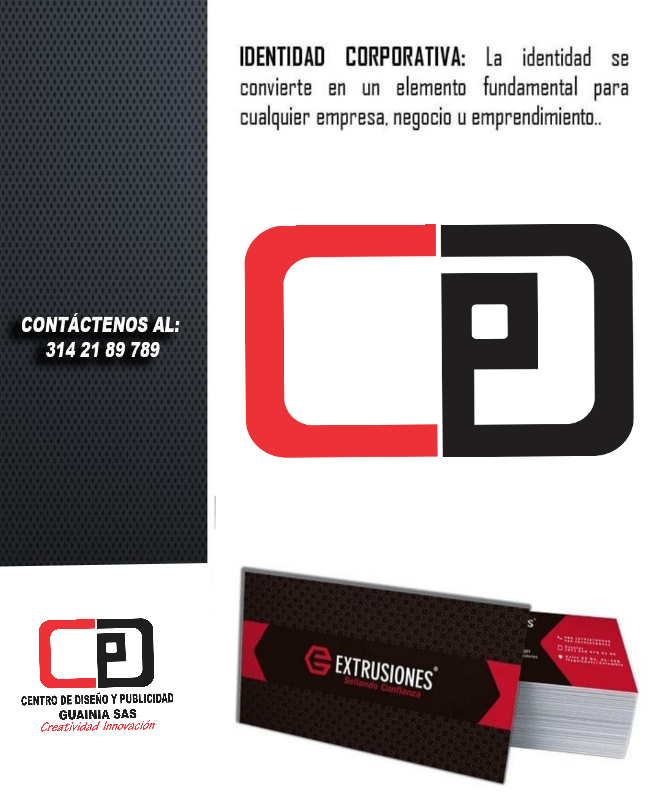 IDENTIDAD CORPORATIVA: La identidad se
convierte en un elemento fundamental para
cualquier empresa, negocio u emprendimiento..
CONTÁCTENOS AL:
314 21 89 789
CENTRO DE DISEÑO Y PUBLICIDAD
GUAINIA SAS
Creatividad Innovación
EXTRUSIONES®
Sellando Confianza